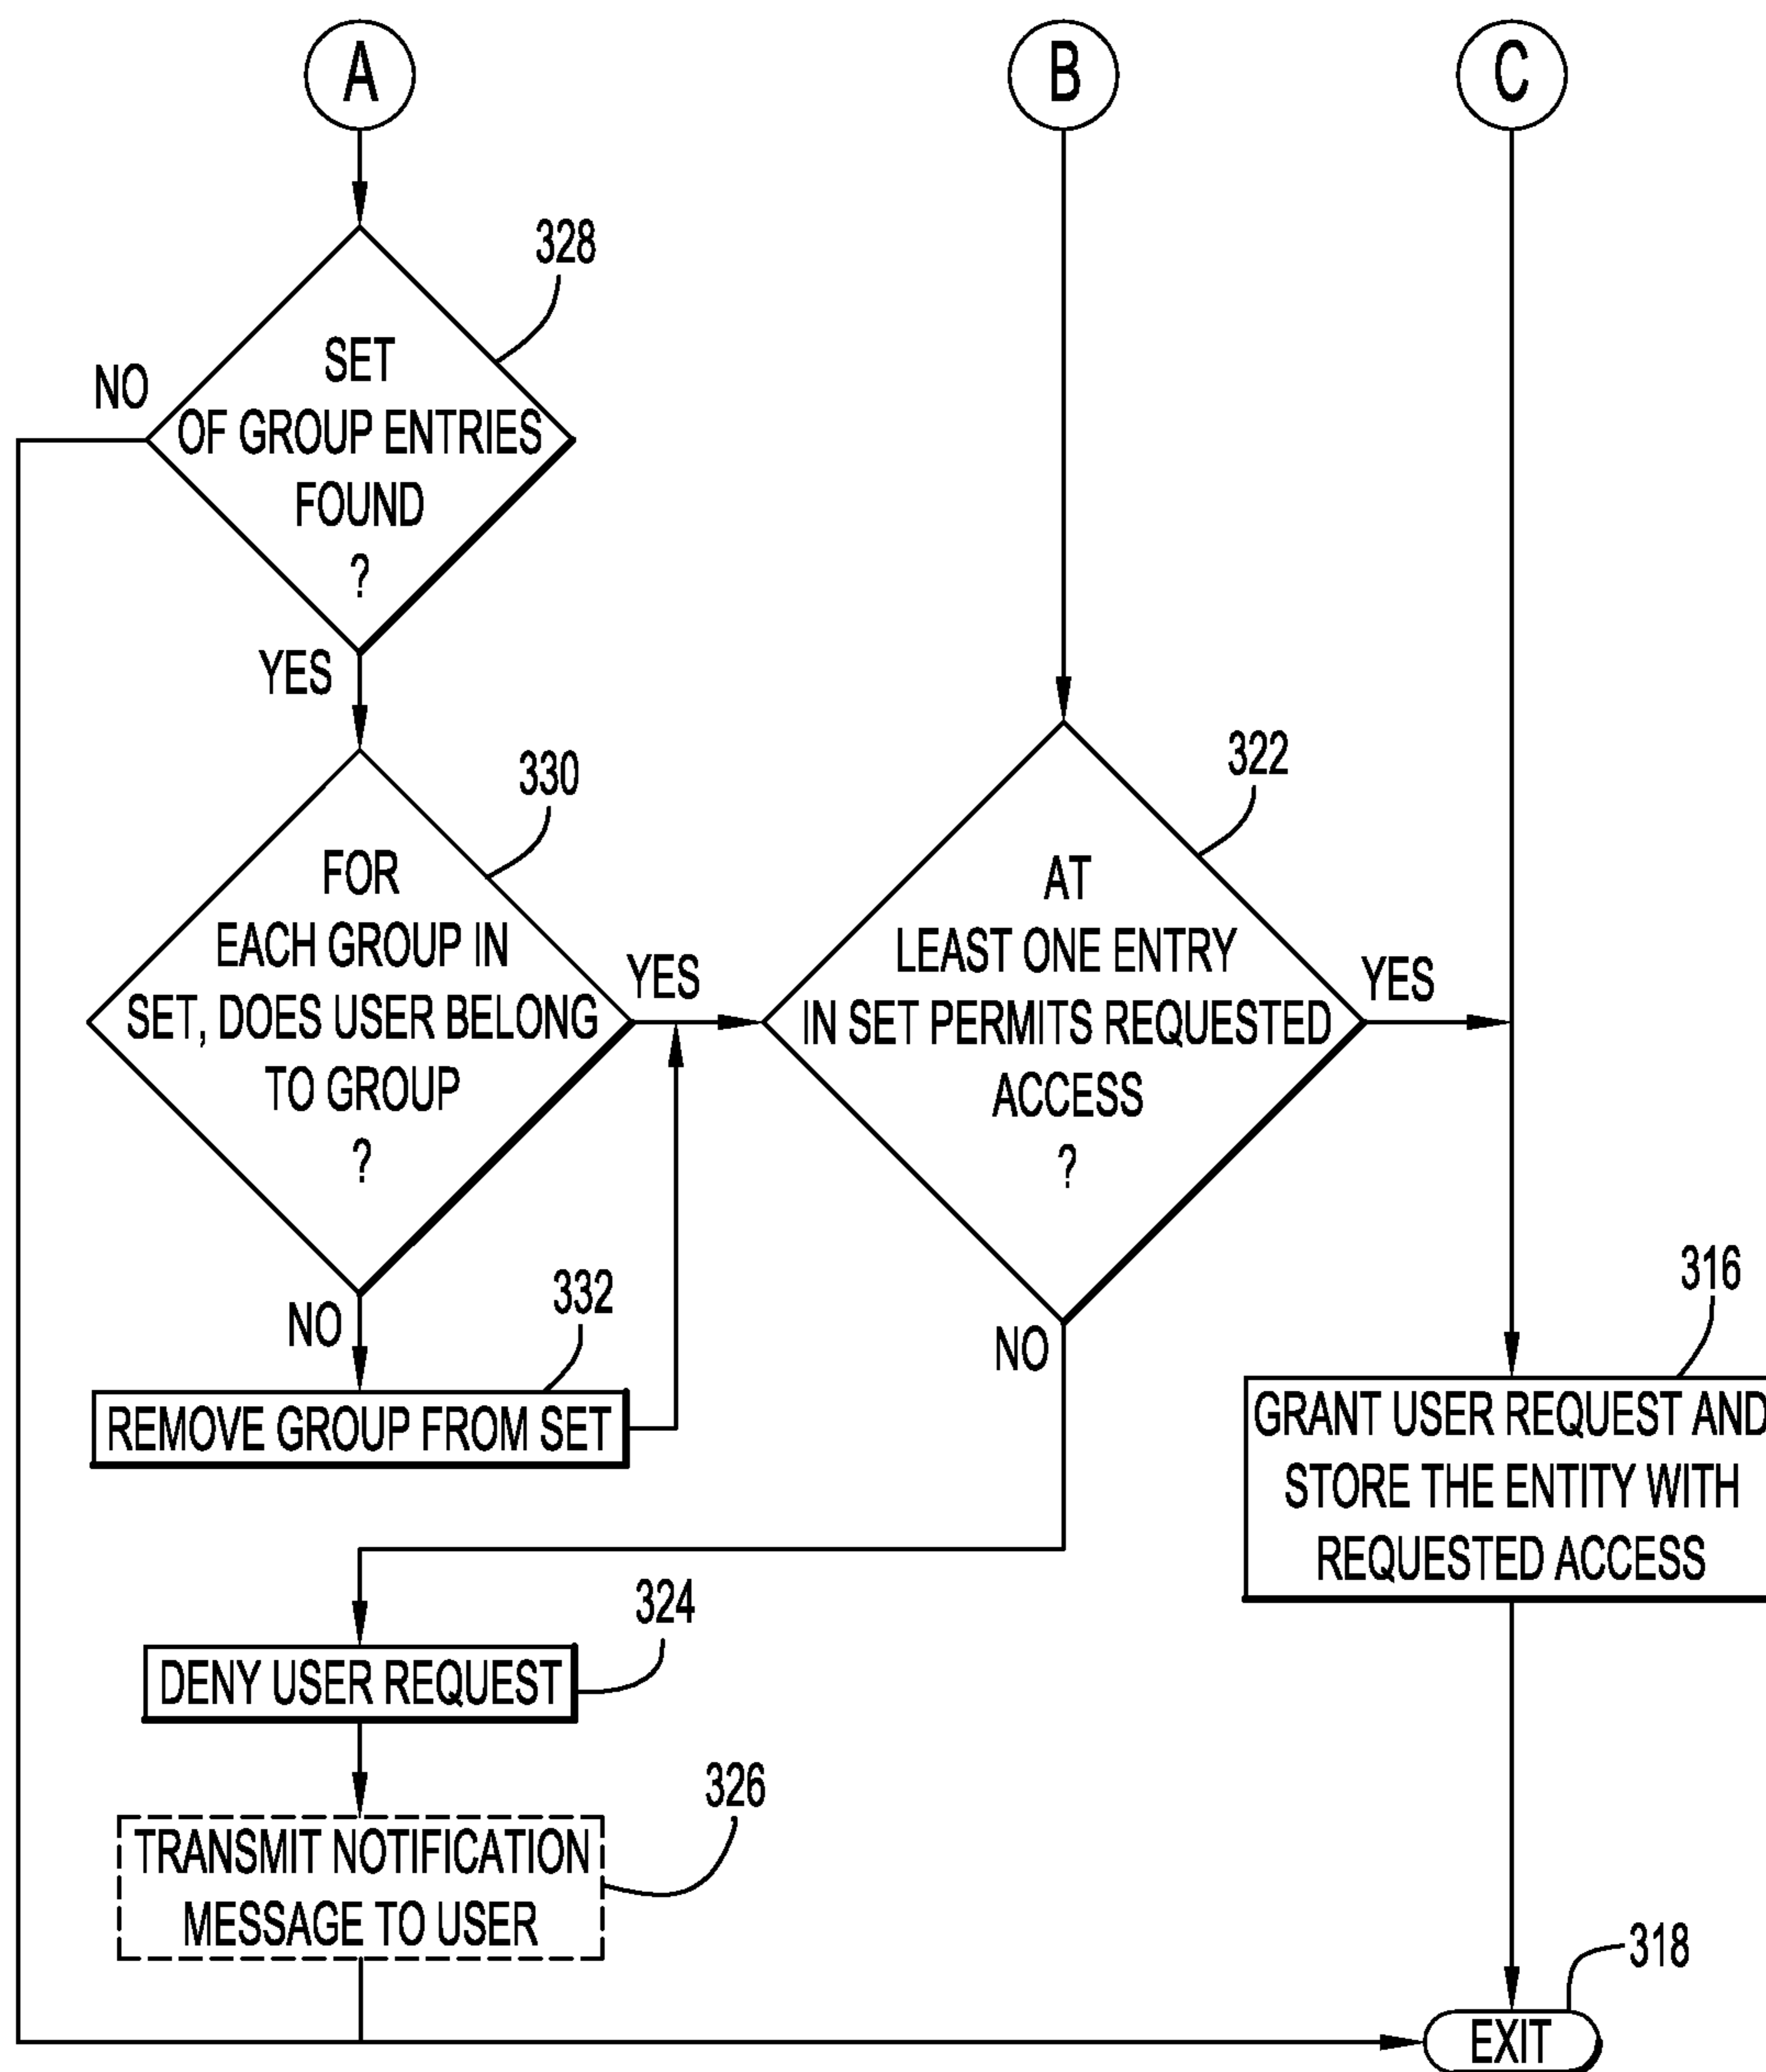 A
B
C
328
SET
OF GROUP ENTRIES
FOUND
?
NO
YES
330
FOR
EACH GROUP IN
SET, DOES USER BELONG
TO GROUP
?
YES
NO
332
REMOVE GROUP FROM SET
322
AT
LEAST ONE ENTRY
IN SET PERMITS REQUESTED
ACCESS
?
YES
NO
316
GRANT USER REQUEST AND
STORE THE ENTITY WITH
REQUESTED ACCESS
324
DENY USER REQUEST
326
TRANSMIT NOTIFICATION
MESSAGE TO USER
318
EXIT